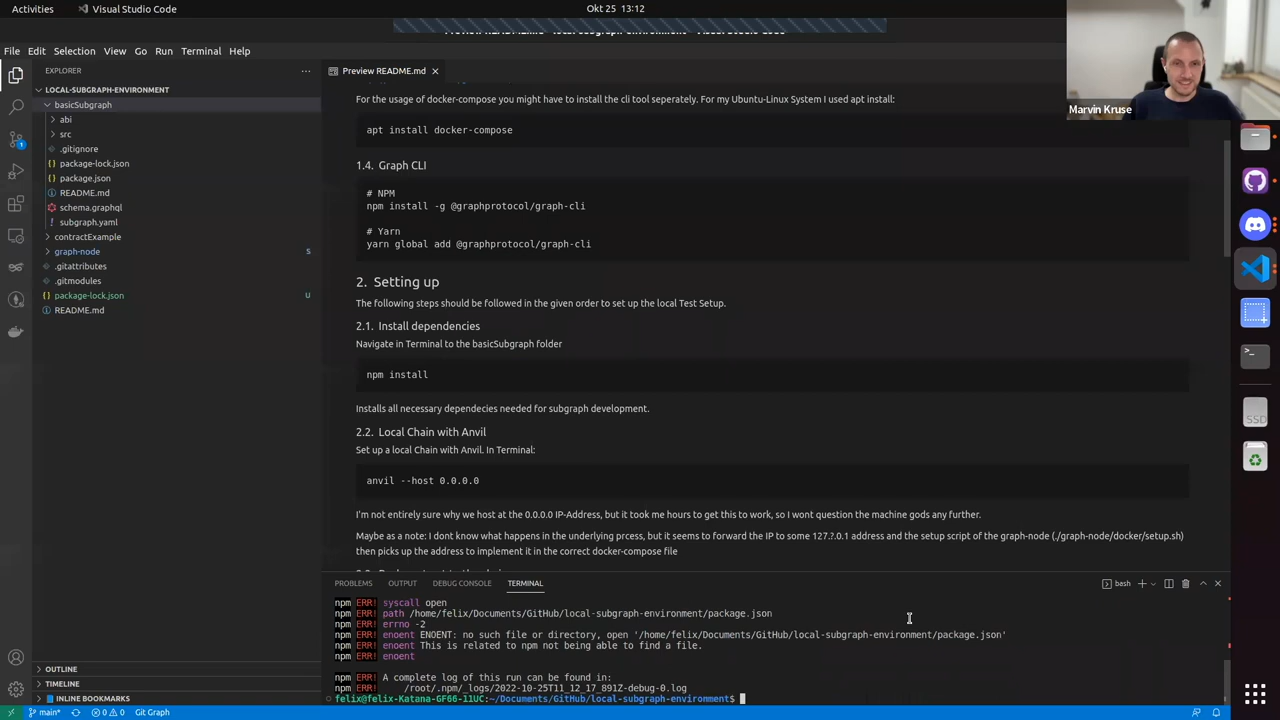 Activities
Visual Studio Code
Okt 25 13:12
File Edit Selection View Go Run Terminal Help
Marvin Kruse
EXPLORER
LOCAL-SUBGRAPH-ENVIRONMENT
basicSubgraph
abi
src
.gitignore
package-lock.json
package.json
README.md
schema.graphql
subgraph.yaml
contractExample
graph-node S
.gitattributes
.gitmodules
package-lock.json U
README.md
OUTLINE
TIMELINE
INLINE BOOKMARKS
Preview README.md
For the usage of docker-compose you might have to install the cli tool seperately. For my Ubuntu-Linux System I used apt install:
apt install docker-compose
1.4. Graph CLI
# NPM
npm install -g @graphprotocol/graph-cli
# Yarn
yarn global add @graphprotocol/graph-cli
2. Setting up
The following steps should be followed in the given order to set up the local Test Setup.
2.1. Install dependencies
Navigate in Terminal to the basicSubgraph folder
npm install
Installs all necessary dependecies needed for subgraph development.
2.2. Local Chain with Anvil
Set up a local Chain with Anvil. In Terminal:
anvil --host 0.0.0.0
I'm not entirely sure why we host at the 0.0.0.0 IP-Address, but it took me hours to get this to work, so I wont question the machine gods any further.
Maybe as a note: I dont know what happens in the underlying prcess, but it seems to forward the IP to some 127.?.0.1 address and the setup script of the graph-node (./graph-node/docker/setup.sh)
then picks up the address to implement it in the correct docker-compose file
PROBLEMS OUTPUT DEBUG CONSOLE TERMINAL
bash
npm ERR! syscall open
npm ERR! path /home/felix/Documents/GitHub/local-subgraph-environment/package.json
npm ERR! errno -2
npm ERR! enoent ENOENT: no such file or directory, open '/home/felix/Documents/GitHub/local-subgraph-environment/package.json'
npm ERR! enoent This is related to npm not being able to find a file.
npm ERR! enoent
npm ERR! A complete log of this run can be found in:
npm ERR!     /root/.npm/_logs/2022-10-25T11_12_17_891Z-debug-0.log
felix@felix-Katana-GF66-11UC:~/Documents/GitHub/local-subgraph-environment$
main* 0 0 Git Graph
SSD